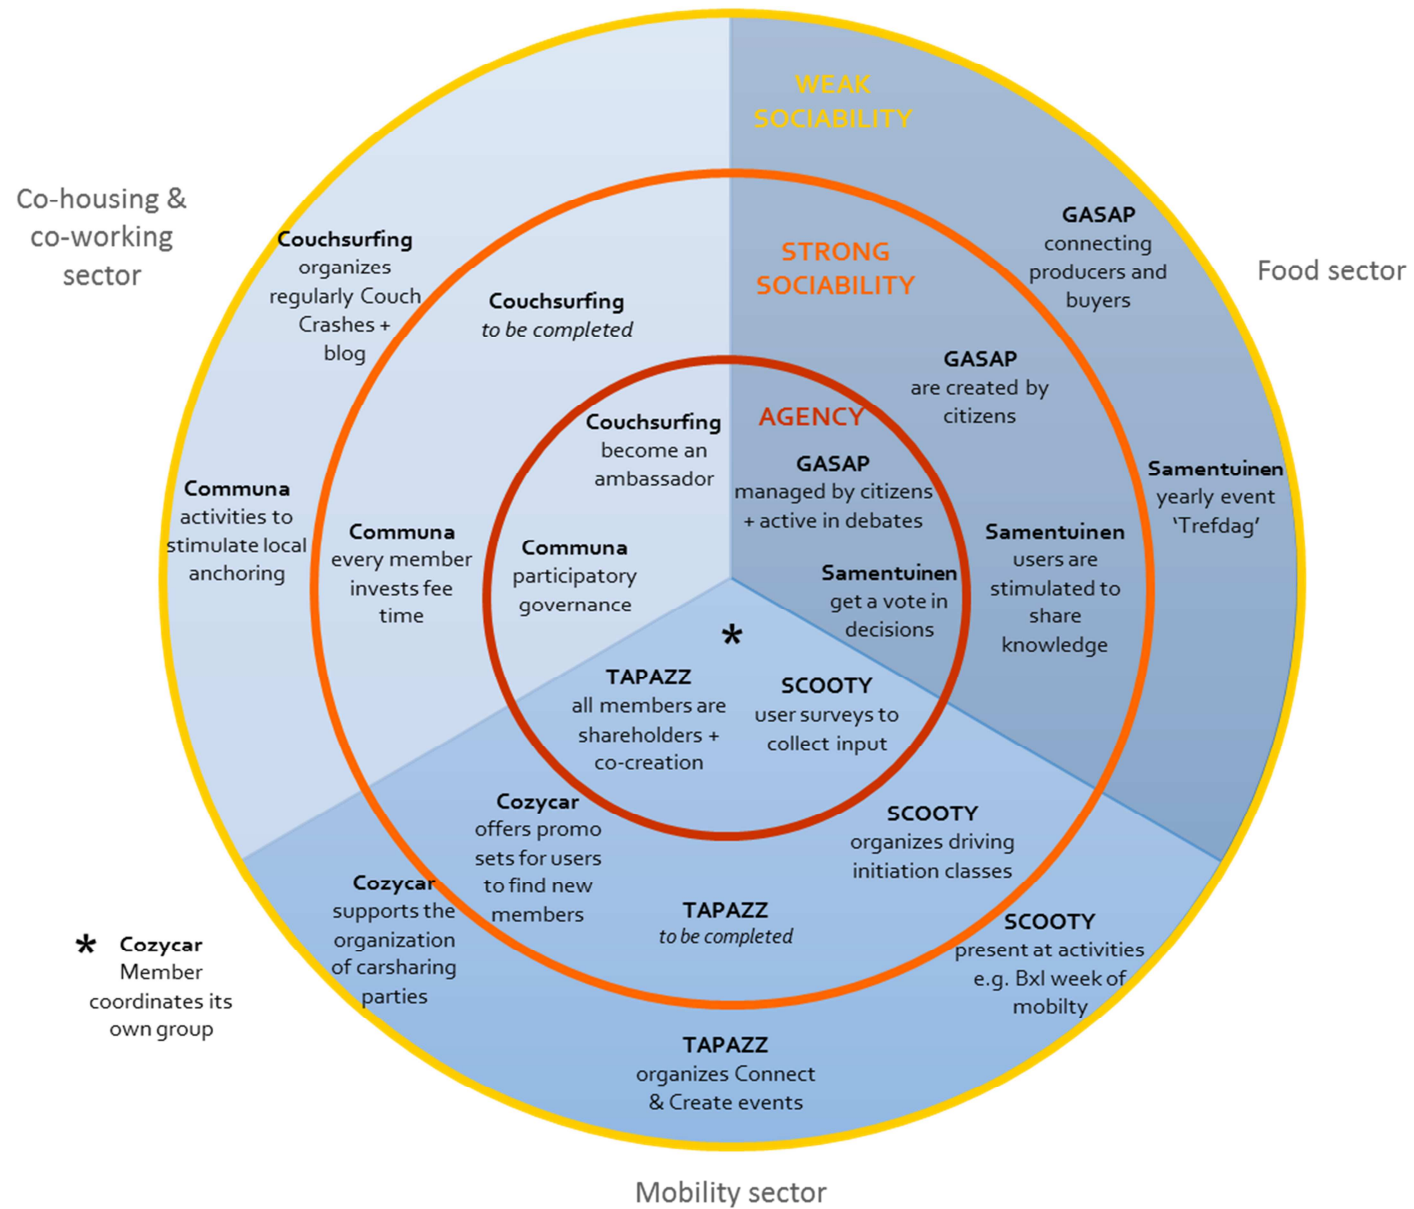 WEAK
SOCIABILITY
Co-housing &
co-working
sector
Couchsurfing
organizes
regularly Couch
Crashes +
blog
Couchsurfing
to be completed
STRONG
SOCIABILITY
GASAP
connecting
producers and
buyers
Food sector
GASAP
are created by
citizens
Couchsurfing
become an
ambassador
AGENCY
GASAP
managed by citizens
+ active in debates
Samentuinen
yearly event
‘Trefdag’
Communa
activities to
stimulate local
anchoring
Communa
every member
invests fee
time
Communa
participatory
governance
Samentuinen
get a vote in
decisions
Samentuinen
users are
stimulated to
share
knowledge
*
TAPAZZ
all members are
shareholders +
co-creation
SCOOTY
user surveys to
collect input
Cozycar
offers promo
sets for users
to find new
members
SCOOTY
organizes driving
initiation classes
Cozycar
supports the
organization
of carsharing
parties
TAPAZZ
to be completed
SCOOTY
present at activities
e.g. Bxl week of
mobilty
* Cozycar
Member
coordinates its
own group
TAPAZZ
organizes Connect
& Create events
Mobility sector